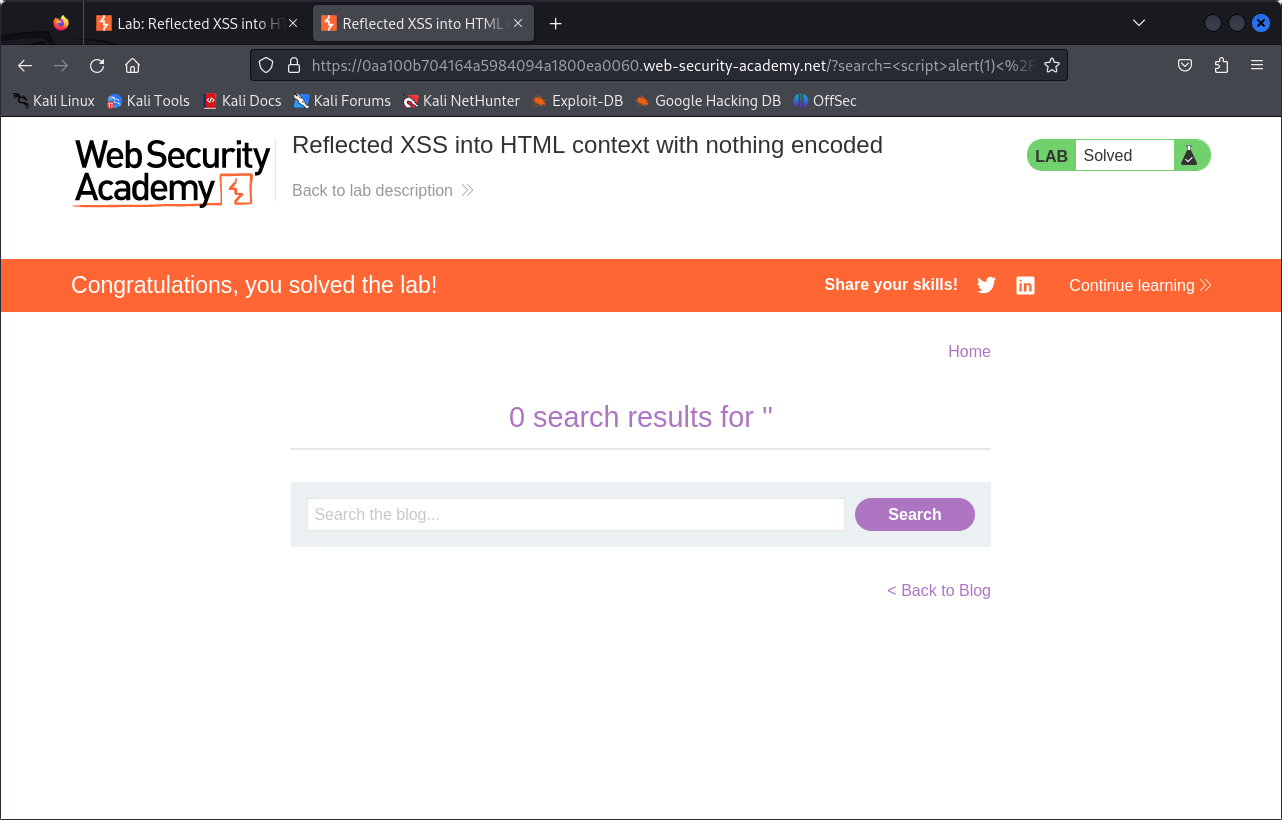 Lab: Reflected XSS into HT
Reflected XSS into HTML
https://0aa100b704164a5984094a1800ea0060.web-security-academy.net/?search=<script>alert(1)<%2F
Kali Linux Kali Tools Kali Docs Kali Forums Kali NetHunter Exploit-DB Google Hacking DB OffSec
WebSecurity
Academy
Reflected XSS into HTML context with nothing encoded
Back to lab description
LAB Solved
Congratulations, you solved the lab!
Share your skills!
Continue learning
Home
0 search results for ''
Search the blog...
Search
< Back to Blog